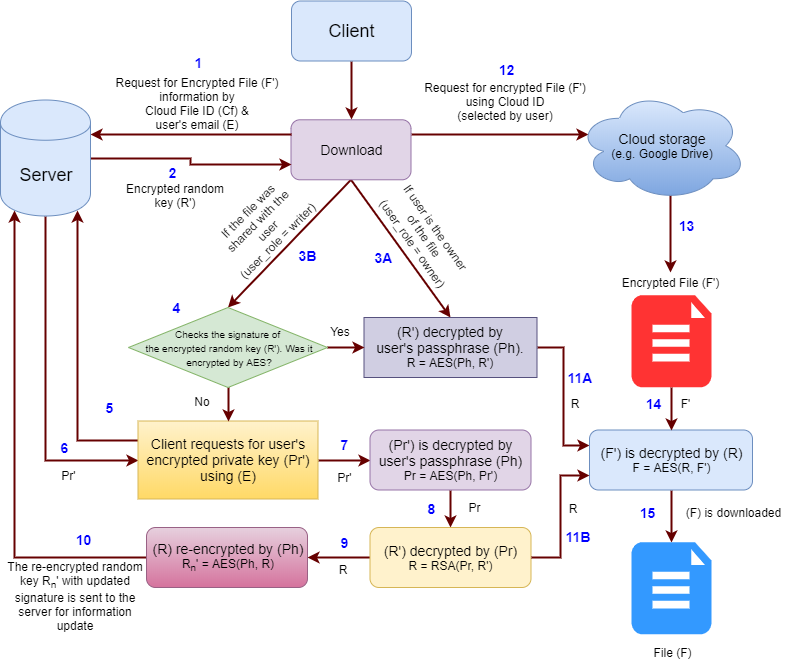 Client
1
Request for Encrypted File (F')
information by
Cloud File ID (Cf) &
user's email (E)
12
Request for encrypted File (F')
using Cloud ID
(selected by user)
Server
Download
Cloud storage
(e.g. Google Drive)
2
Encrypted random
key (R')
If the file was
shared with the
user
(user_role = writer)
3B
If user is the owner
of the file
(user_role = owner)
3A
13
Encrypted File (F')
4
Checks the signature of
the encrypted random key (R'). Was it
encrypted by AES?
Yes
(R') decrypted by
user's passphrase (Ph).
R = AES(Ph, R')
11A
R
No
14
F'
5
6
Pr'
Client requests for user's
encrypted private key (Pr')
using (E)
7
Pr'
(Pr') is decrypted by
user's passphrase (Ph)
Pr = AES(Ph, Pr')
(F') is decrypted by (R)
F = AES(R, F')
8
Pr
R
11B
15
(F) is downloaded
10
The re-encrypted random
key Rn' with updated
signature is sent to the
server for information
update
(R) re-encrypted by (Ph)
Rn' = AES(Ph, R)
9
R
(R') decrypted by (Pr)
R = RSA(Pr, R')
File (F)